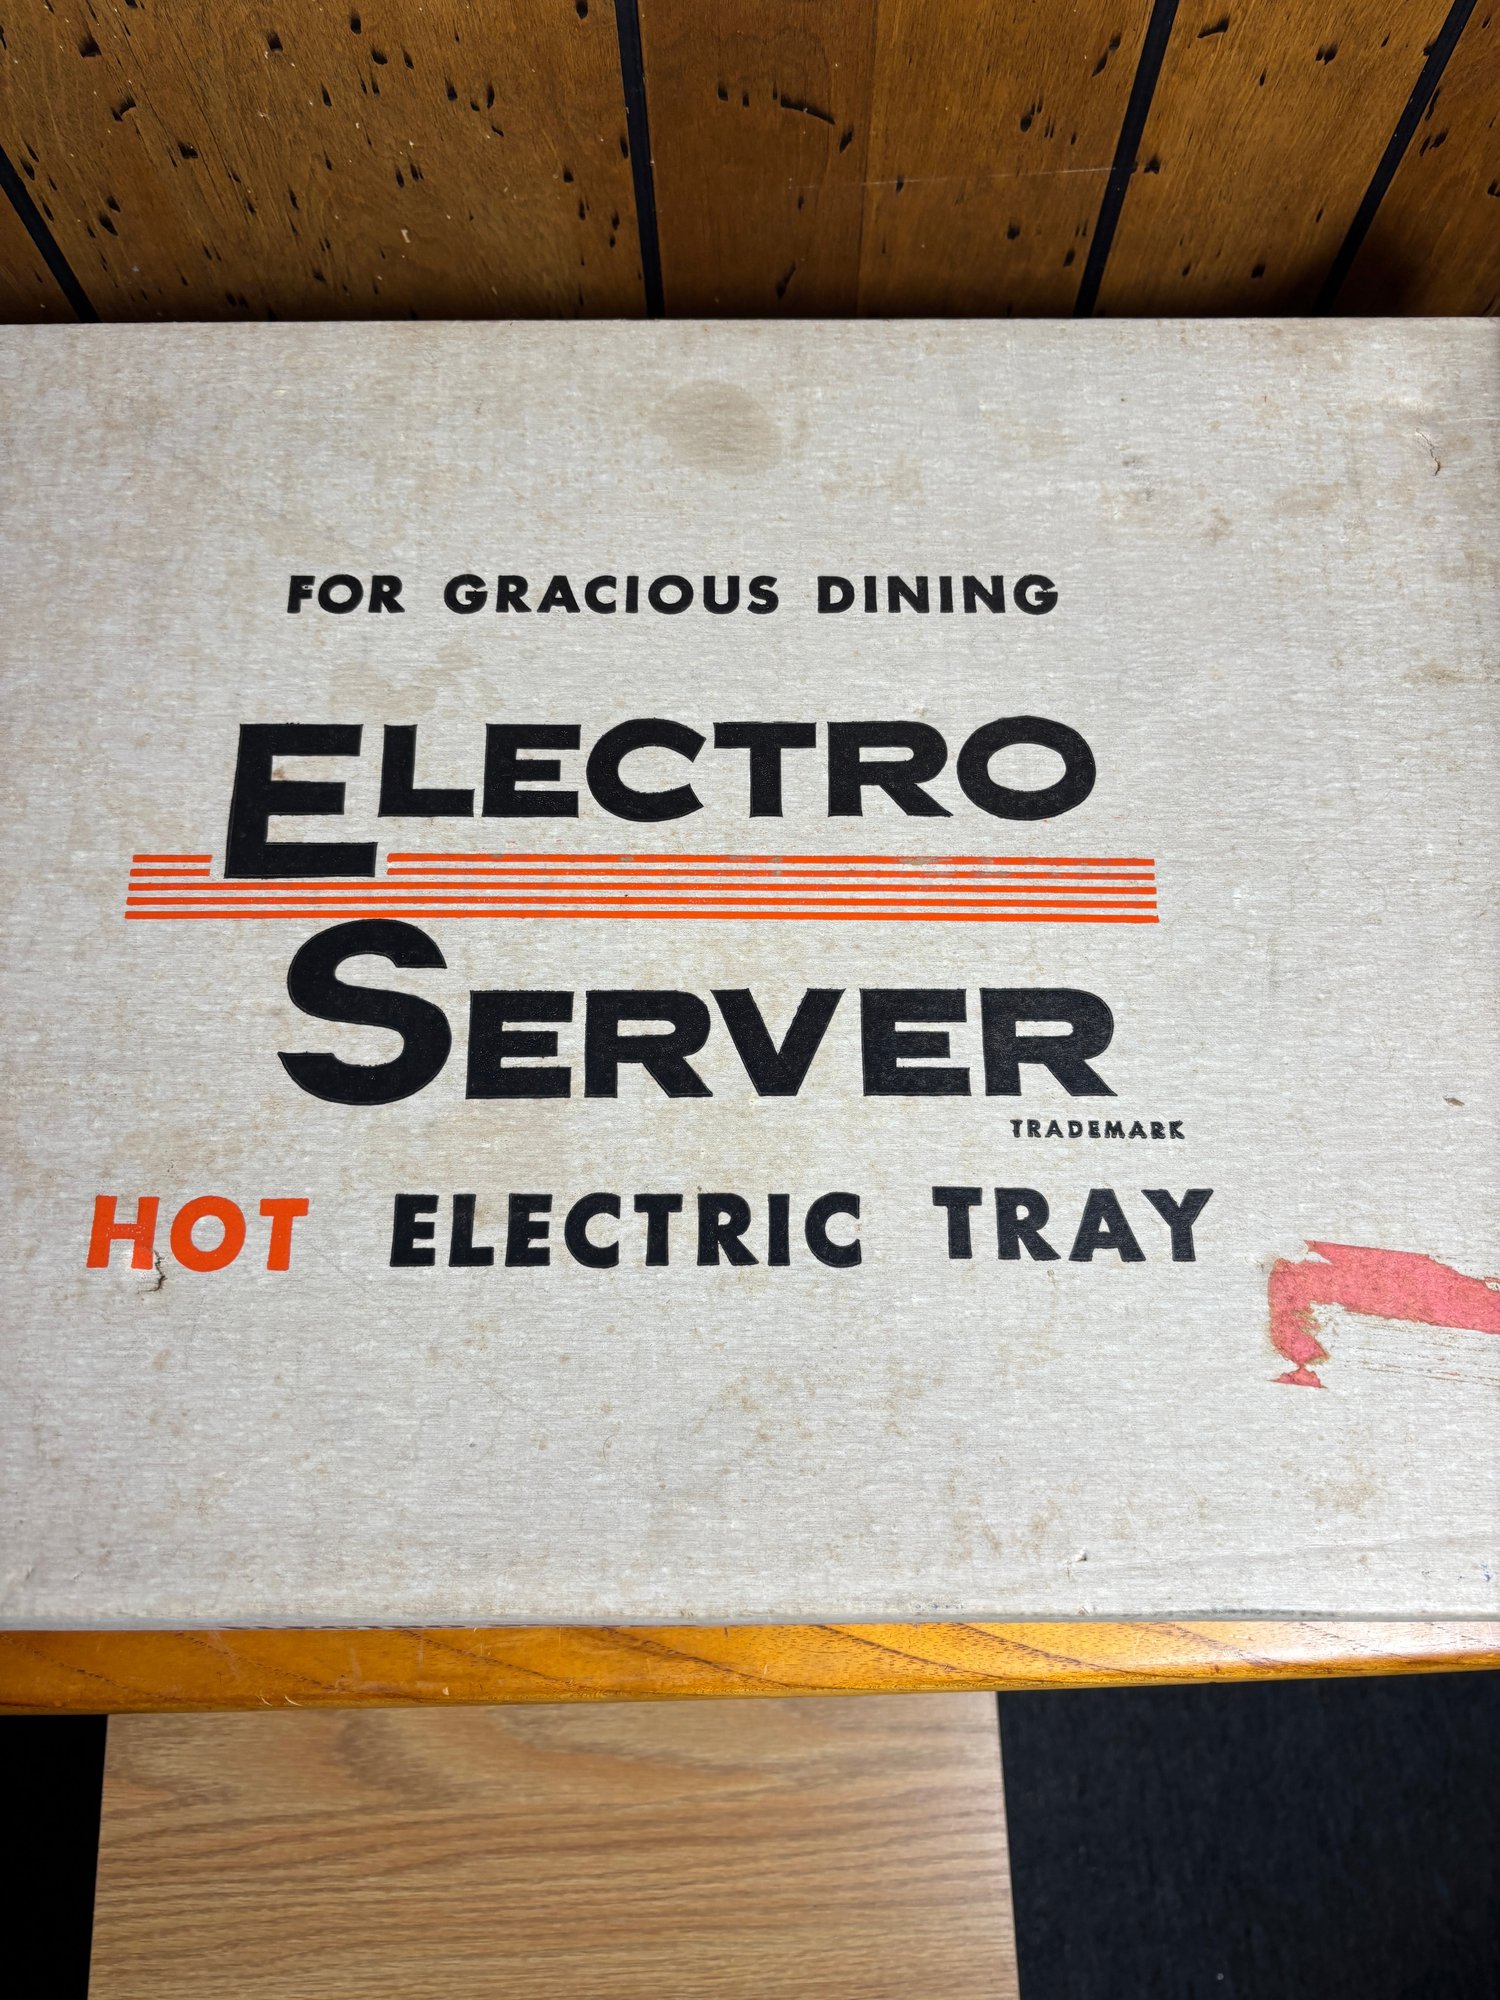 FOR GRACIOUS DINING
ELECTRO
SERVER
TRADEMARK
HOT ELECTRIC TRAY